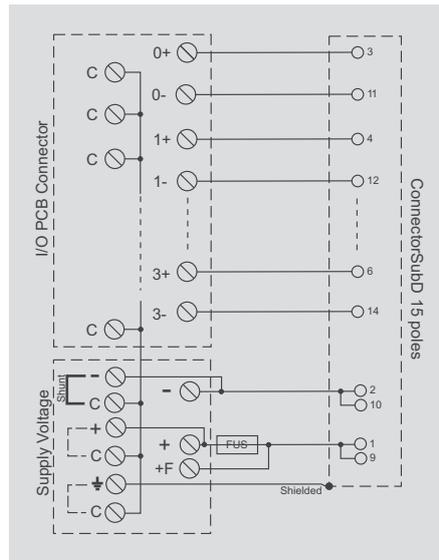 I/O PCB Connector
C
C
C
C
0+
0-
1+
1-
3+
3-
3
11
4
12
6
14
ConnectorSubD 15 poles
Supply Voltage
Shunt
-
C
+
C
C
-
+
+F
FUS
2
10
1
9
Shielded